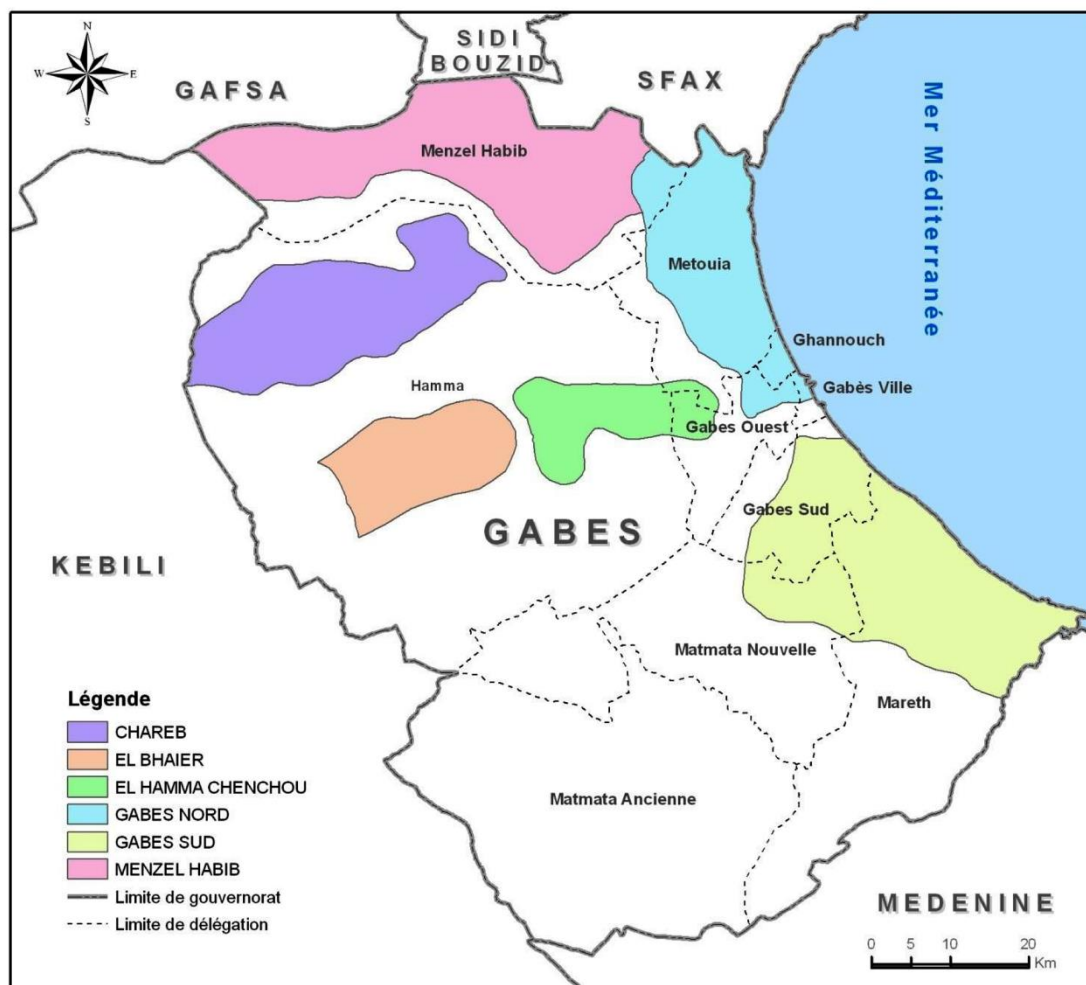 N
W E
S
GAFSA
SIDI
BOUZID
SFAX
Mer Méditerranée
Menzel Habib
Metouia
Ghannouch
Gabès Ville
Hamma
Gabes Ouest
Gabes Sud
GABES
KEBILI
Matmata Nouvelle
Mareth
Matmata Ancienne
MEDENINE
Légende
CHAREB
EL BHAIER
EL HAMMA CHENCHOU
GABES NORD
GABES SUD
MENZEL HABIB
Limite de gouvernorat
Limite de délégation
0 5 10 20
Km